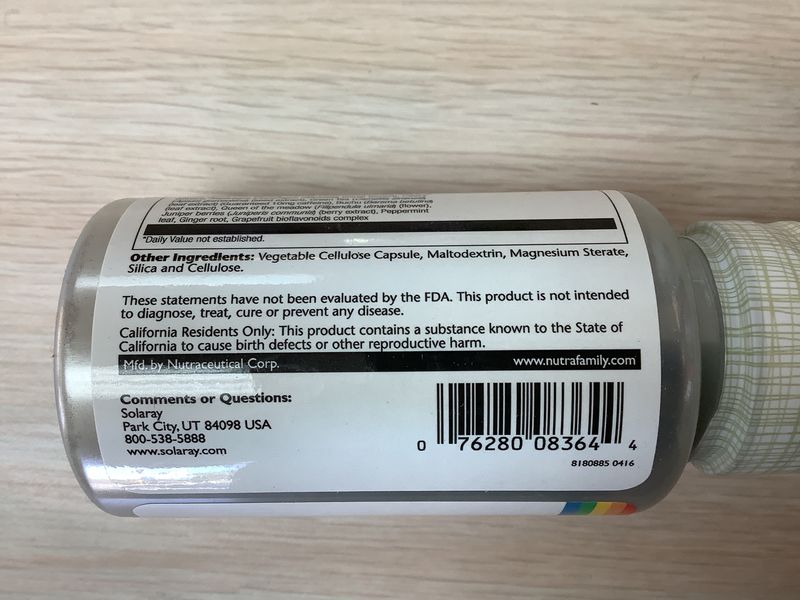 (leaf extract) (Guaranteed 10mg caffeine), Buchu (Barosma betulina)
(leaf extract), Queen of the meadow (Filipendula ulmaria) (flower),
Juniper berries (Juniperis communis) (berry extract), Peppermint
leaf, Ginger root, Grapefruit bioflavonoids complex
*Daily Value not established.
Other Ingredients: Vegetable Cellulose Capsule, Maltodextrin, Magnesium Sterate,
Silica and Cellulose.
These statements have not been evaluated by the FDA. This product is not intended
to diagnose, treat, cure or prevent any disease.
California Residents Only: This product contains a substance known to the State of
California to cause birth defects or other reproductive harm.
Mfd. by Nutraceutical Corp. www.nutrafamily.com
Comments or Questions:
Solaray
Park City, UT 84098 USA
800-538-5888
www.solaray.com
0 76280 08364 4
8180885 0416